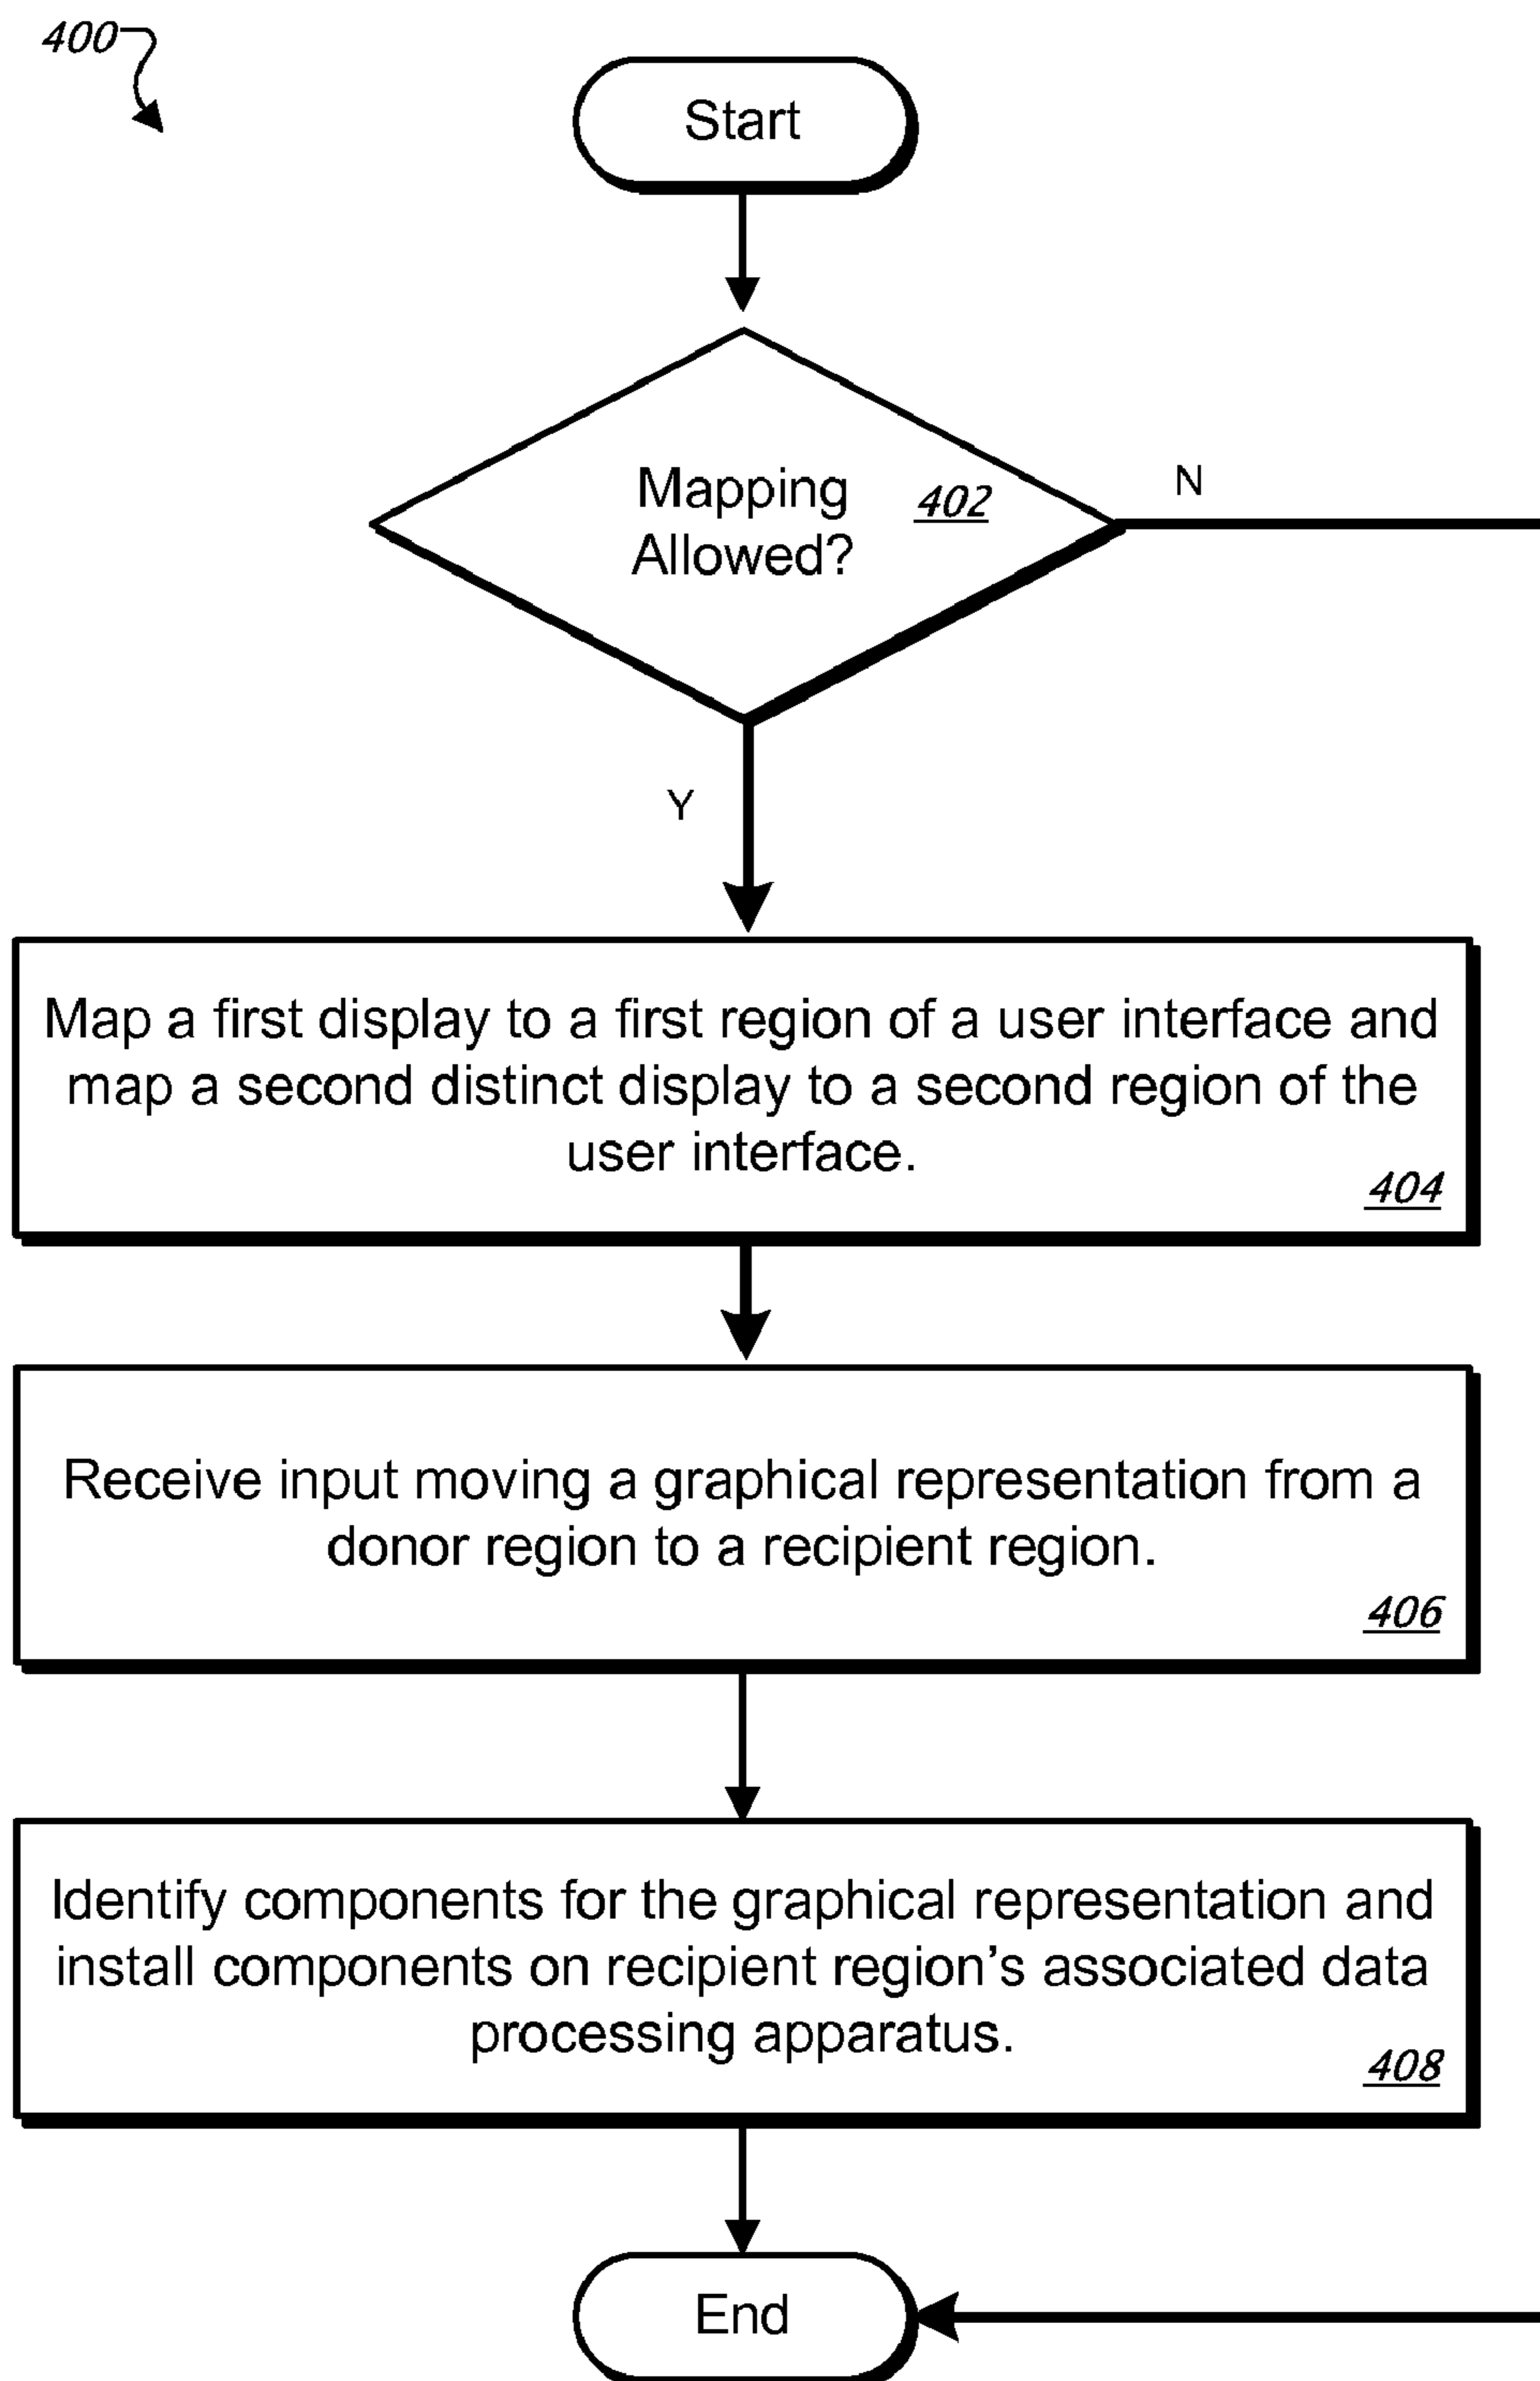 400
Start
Mapping
Allowed?
402
N
Y
Map a first display to a first region of a user interface and
map a second distinct display to a second region of the
user interface.
404
Receive input moving a graphical representation from a
donor region to a recipient region.
406
Identify components for the graphical representation and
install components on recipient region’s associated data
processing apparatus.
408
End